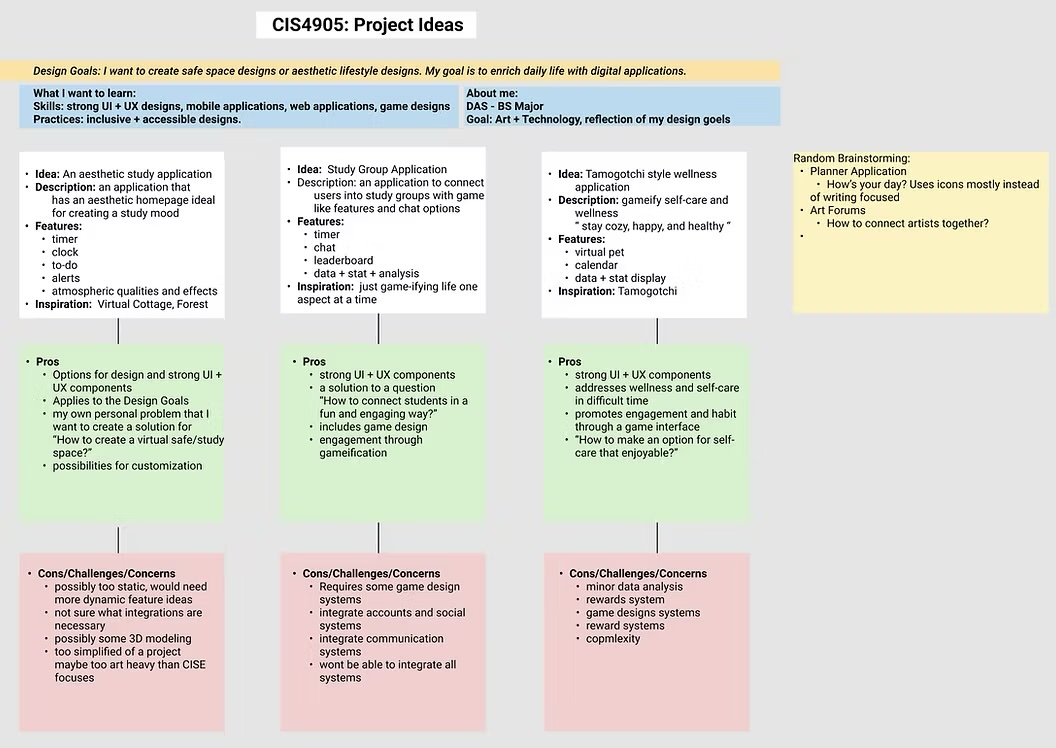 CIS4905: Project Ideas
Design Goals: I want to create safe space designs or aesthetic lifestyle designs. My goal is to enrich daily life with digital applications.
What I want to learn:
Skills: strong UI + UX designs, mobile applications, web applications, game designs
Practices: inclusive + accessible designs.
About me:
DAS - BS Major
Goal: Art + Technology, reflection of my design goels
• Idea: An aesthetic study application
• Description: an application that
has an aesthetic homepage ideal
for creating a study mood
• Features:
• timer
• clock
• to-do
• alerts
• atmospheric qualities and effects
• Inspiration: Virtual Cottage, Forest
• Pros
• Options for design and strong UI +
UX components
• Applies to the Design Goals
• my own personal problem that I
want to create a solution for
“How to create a virtual safe/study
space?”
• possibilities for customization
• Cons/Challenges/Concerns
• possibly too static, would need
more dynamic feature ideas
• not sure what integrations are
necessary
• possibly some 3D modeling
• too simplified of a project
maybe too art heavy than CISE
focuses
• Idea: Study Group Application
• Description: an application to connect
users into study groups with game
like features and chat options
• Features:
• timer
• chat
• leaderboard
• data + stat + analysis
• Inspiration: just game-ifying life one
aspect at a time
• Pros
• strong UI + UX components
• a solution to a question
“How to connect students in a
fun and engaging way?”
• includes game design
• engagement through
gameification
• Cons/Challenges/Concerns
• Requires some game design
systems
• integrate accounts and social
systems
• integrate communication
systems
• wont be able to integrate all
systems
• Idea: Tamogotchi style wellness
application
• Description: gameify self-care and
wellness
“ stay cozy, happy, and healthy “
• Features:
• virtual pet
• calendar
• data + stat display
• Inspiration: Tamogotchi
• Pros
• strong UI + UX components
• addresses wellness and self-care
in difficult time
• promotes engagement and habit
through a game interface
• “How to make an option for self-
care that enjoyable?”
• Cons/Challenges/Concerns
• minor data analysis
• rewards system
• game designs systems
• reward systems
• copmlexity
Random Brainstorming:
• Planner Application
• How's your day? Uses icons mostly instead
of writing focused
• Art Forums
• How to connect artists together?
•